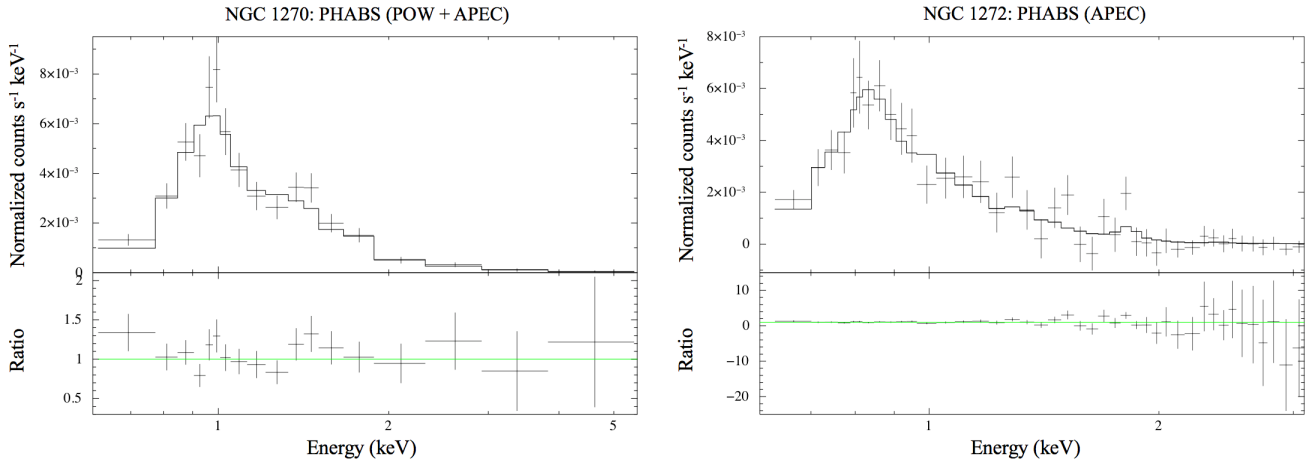 NGC 1270: PHABS (POW + APEC)
Normalized counts s⁻¹ keV⁻¹
8×10⁻³
6×10⁻³
4×10⁻³
2×10⁻³
0
Ratio
2
1.5
1
0.5
1 2 5
Energy (keV)
NGC 1272: PHABS (APEC)
Normalized counts s⁻¹ keV⁻¹
8×10⁻³
6×10⁻³
4×10⁻³
2×10⁻³
0
Ratio
10
0
−10
−20
1 2
Energy (keV)